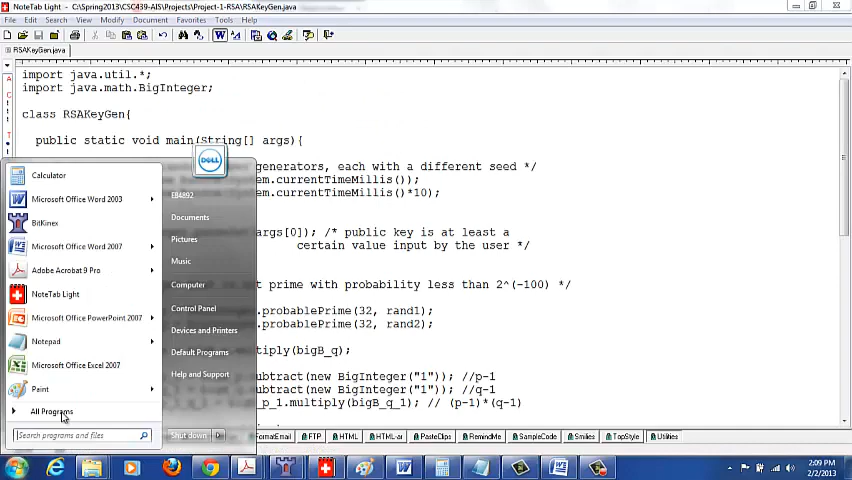 NoteTab Light - C:\Spring2013\CSC439-AIS\Projects\Project-1-RSA\RSAKeyGen.java
File Edit Search View Modify Document Favorites Tools Help
RSAKeyGen.java
import java.util.*;
import java.math.BigInteger;
class RSAKeyGen{
public static void main(String[] args){
generators, each with a different seed */
.currentTimeMillis());
.currentTimeMillis()*10);
args[0]); /* public key is at least a
certain value input by the user */
prime with probability less than 2^(-100) */
.probablePrime(32, rand1);
.probablePrime(32, rand2);
(bigB_q);
(new BigInteger("1")); //p-1
(new BigInteger("1")); //q-1
_p_1.multiply(bigB_q_1); // (p-1)*(q-1)
DELL
Calculator
Microsoft Office Word 2003
BitKinex
Microsoft Office Word 2007
Adobe Acrobat 9 Pro
NoteTab Light
Microsoft Office PowerPoint 2007
Notepad
Microsoft Office Excel 2007
Paint
All Programs
Search programs and files
Documents
Pictures
Music
Computer
Control Panel
Devices and Printers
Default Programs
Help and Support
Shut down
FormatEmail FTP HTML HTML-ar PasteClips RemindMe SampleCode Smilies TopStyle Utilities
2:09 PM
2/2/2013